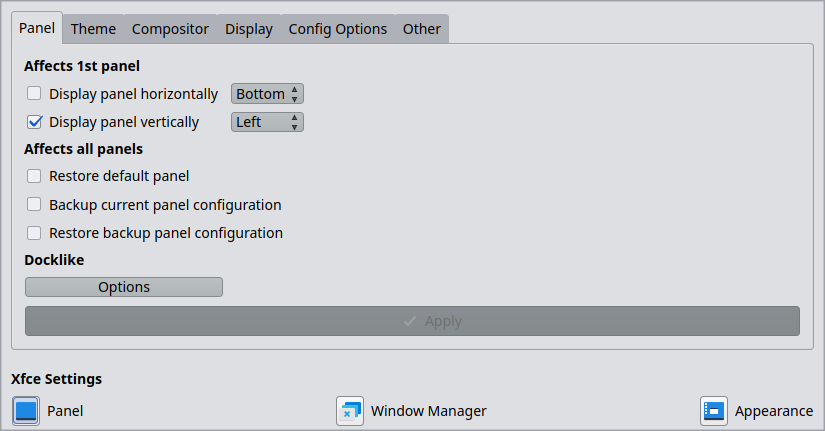 Panel Theme Compositor Display Config Options Other
Affects 1st panel
Display panel horizontally Bottom
Display panel vertically Left
Affects all panels
Restore default panel
Backup current panel configuration
Restore backup panel configuration
Docklike
Options
Apply
Xfce Settings
Panel Window Manager Appearance